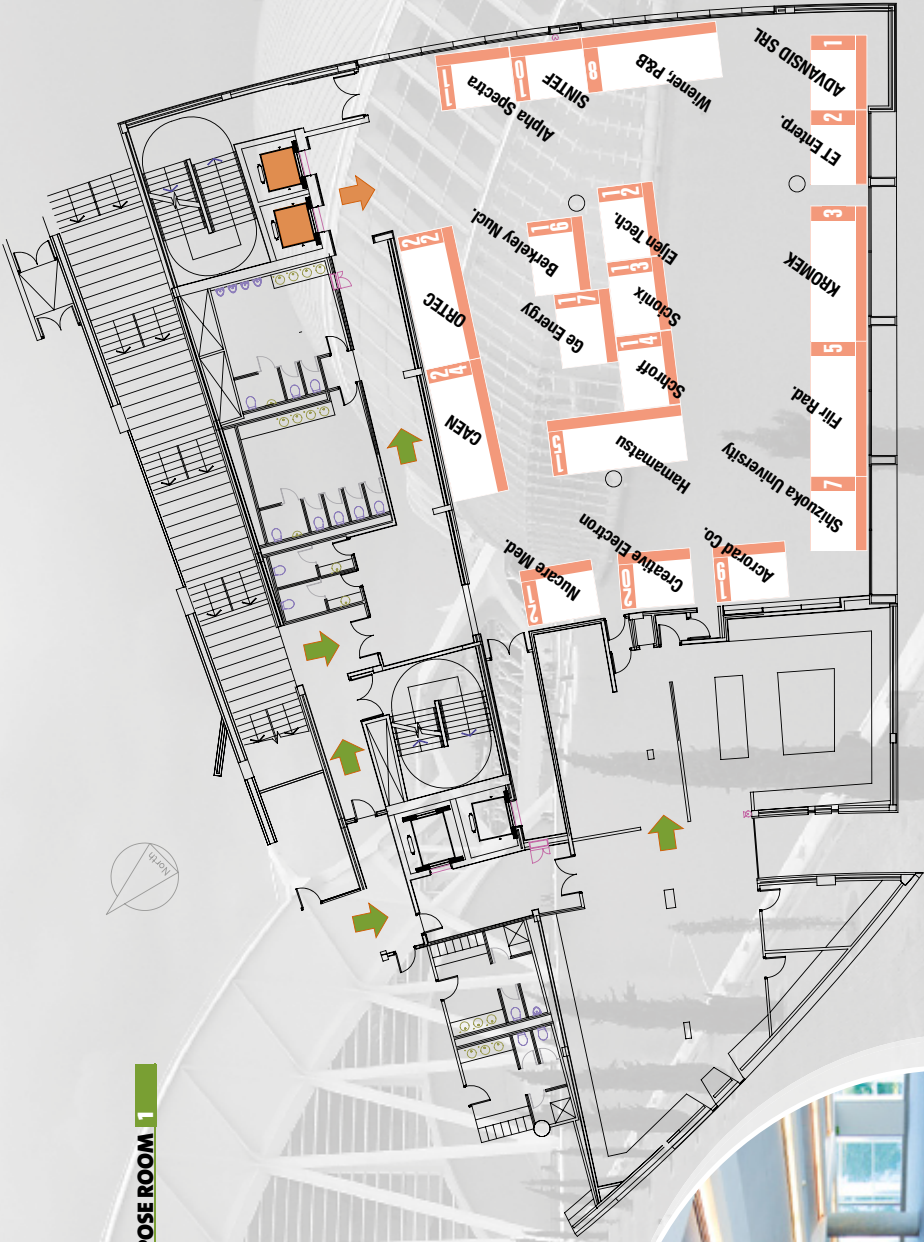 POSE ROOM 1
North
11
Alpha Spectra
10
SINTEF
8
Wiener, P&B
1
ADVANSID SRL
2
ET Enterp.
3
KROMEK
5
Flir Rad.
7
Shizuoka University
22
ORTEC
24
CAEN
16
Berkeley Nucl.
17
Ge Energy
12
Eljen Tech.
13
Scionix
14
Schroff
15
Hamamatsu
21
Nucare Med.
20
Creative Electron
19
Acrorad Co.